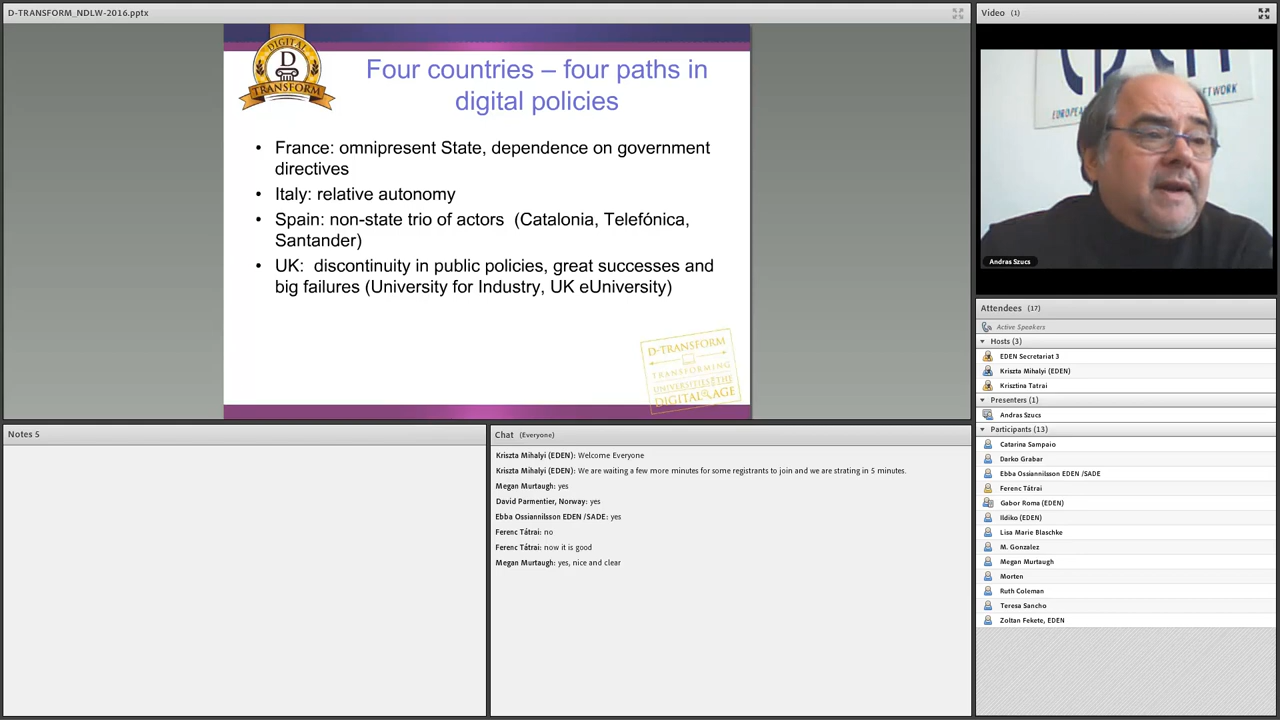 D-TRANSFORM_NDLW-2016.pptx
DIGITAL
D
TRANSFORM
Four countries – four paths in
digital policies
• France: omnipresent State, dependence on government
directives
• Italy: relative autonomy
• Spain: non-state trio of actors (Catalonia, Telefónica,
Santander)
• UK: discontinuity in public policies, great successes and
big failures (University for Industry, UK eUniversity)
D-TRANSFORM
TRANSFORMING
UNIVERSITIES
DIGITAL AGE
Video (1)
EUROPE
NETWORK
Andras Szucs
Attendees (17)
Active Speakers
Hosts (3)
EDEN Secretariat 3
Kriszta Mihalyi (EDEN)
Krisztina Tatrai
Presenters (1)
Andras Szucs
Participants (13)
Catarina Sampaio
Darko Grabar
Ebba Ossiannilsson EDEN /SADE
Ferenc Tátrai
Gabor Roma (EDEN)
Ildiko (EDEN)
Lisa Marie Blaschke
M. Gonzalez
Megan Murtaugh
Morten
Ruth Coleman
Teresa Sancho
Zoltan Fekete, EDEN
Notes 5
Chat (Everyone)
Kriszta Mihalyi (EDEN): Welcome Everyone
Kriszta Mihalyi (EDEN): We are waiting a few more minutes for some registrants to join and we are strating in 5 minutes.
Megan Murtaugh: yes
David Parmentier, Norway: yes
Ebba Ossiannilsson EDEN /SADE: yes
Ferenc Tátrai: no
Ferenc Tátrai: now it is good
Megan Murtaugh: yes, nice and clear